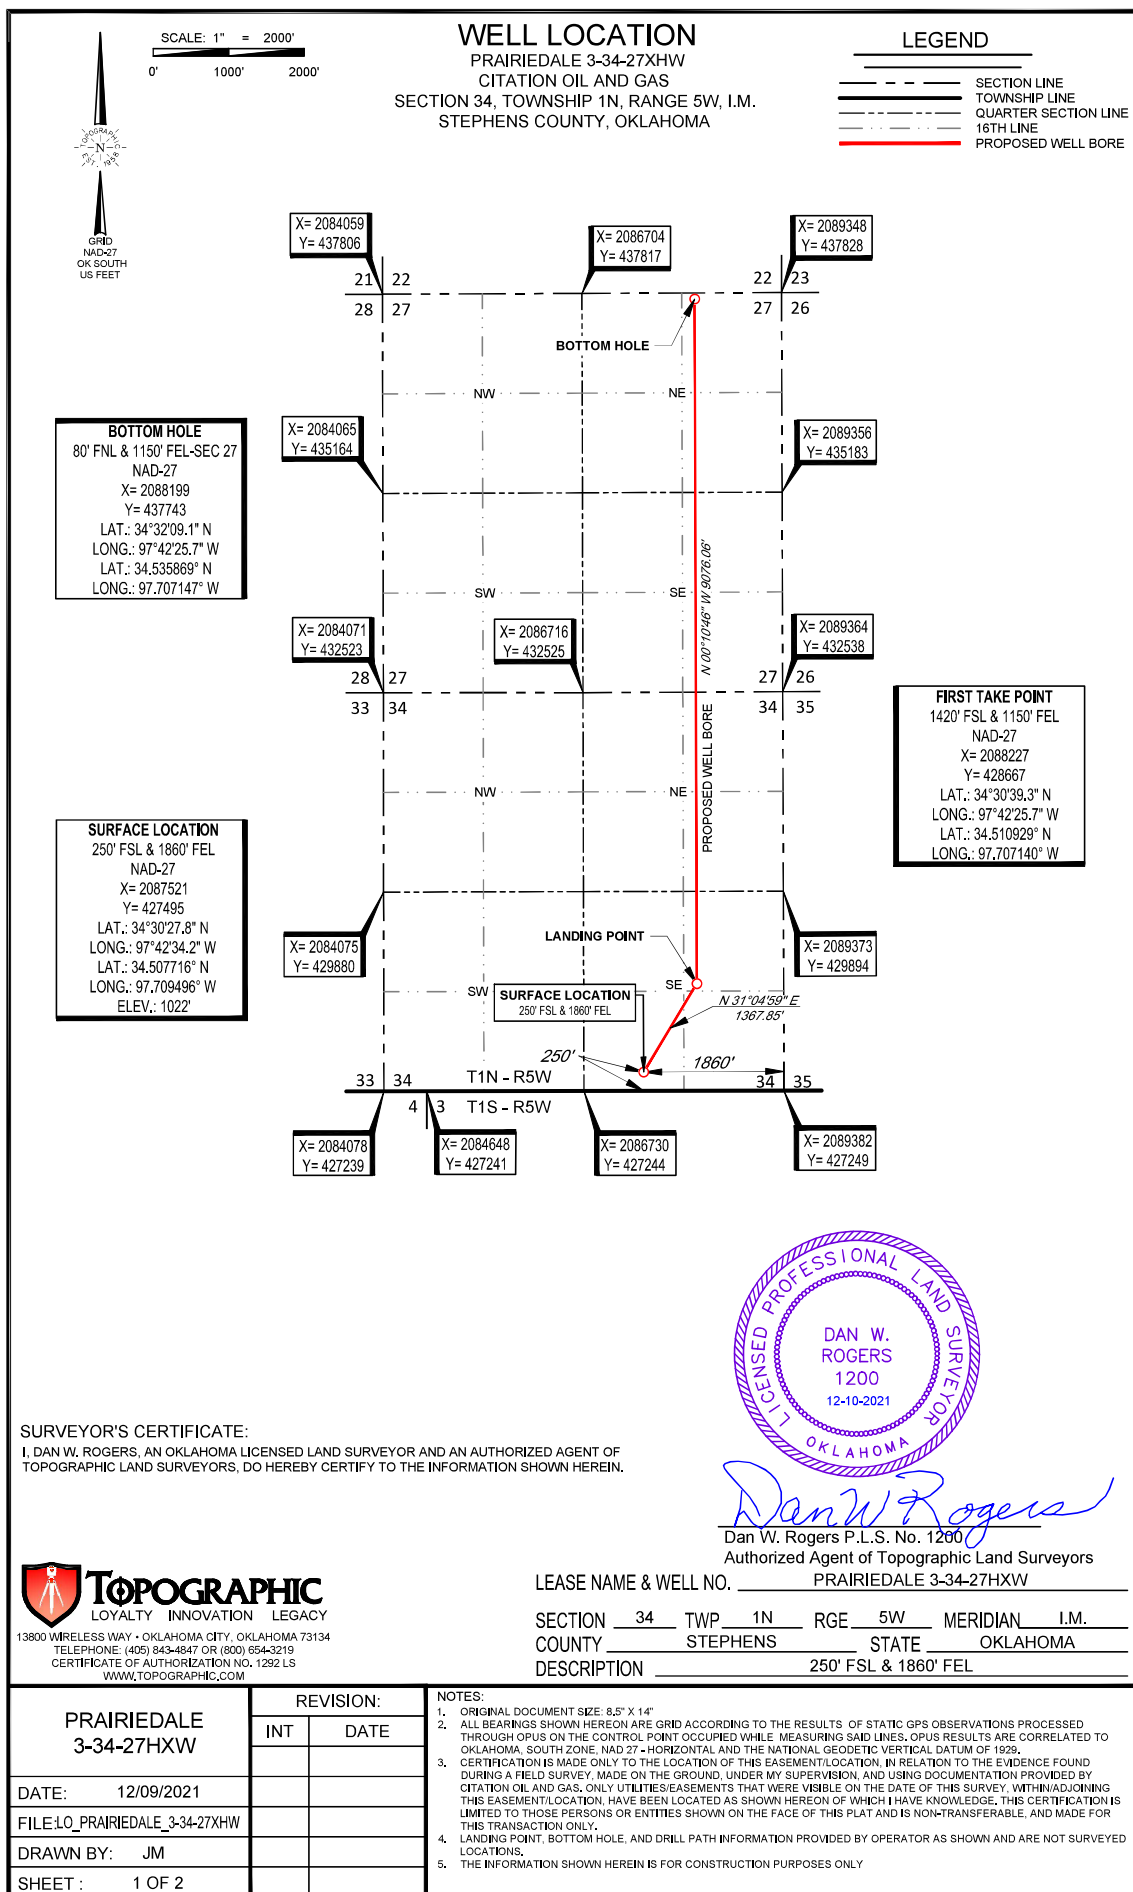 SCALE: 1" = 2000'
0' 1000' 2000'
WELL LOCATION
PRAIRIEDALE 3-34-27XHW
CITATION OIL AND GAS
SECTION 34, TOWNSHIP 1N, RANGE 5W, I.M.
STEPHENS COUNTY, OKLAHOMA
LEGEND
SECTION LINE
TOWNSHIP LINE
QUARTER SECTION LINE
16TH LINE
PROPOSED WELL BORE
TOPOGRAPHIC
N
EST. 1958
GRID
NAD-27
OK SOUTH
US FEET
X= 2084059
Y= 437806
X= 2086704
Y= 437817
X= 2089348
Y= 437828
21 22
28 27
22 23
27 26
BOTTOM HOLE
NW
NE
BOTTOM HOLE
80' FNL & 1150' FEL-SEC 27
NAD-27
X= 2088199
Y= 437743
LAT.: 34°32'09.1" N
LONG.: 97°42'25.7" W
LAT.: 34.535869° N
LONG.: 97.707147° W
X= 2084065
Y= 435164
X= 2089356
Y= 435183
SW
SE
N 00°10'46" W 9076.06'
X= 2084071
Y= 432523
X= 2086716
Y= 432525
X= 2089364
Y= 432538
28 27
33 34
27 26
34 35
FIRST TAKE POINT
1420' FSL & 1150' FEL
NAD-27
X= 2088227
Y= 428667
LAT.: 34°30'39.3" N
LONG.: 97°42'25.7" W
LAT.: 34.510929° N
LONG.: 97.707140° W
NW
NE
PROPOSED WELL BORE
SURFACE LOCATION
250' FSL & 1860' FEL
NAD-27
X= 2087521
Y= 427495
LAT.: 34°30'27.8" N
LONG.: 97°42'34.2" W
LAT.: 34.507716° N
LONG.: 97.709496° W
ELEV.: 1022'
X= 2084075
Y= 429880
LANDING POINT
X= 2089373
Y= 429894
SW
SE
SURFACE LOCATION
250' FSL & 1860' FEL
N 31°04'59" E
1367.85'
250'
1860'
33 34
T1N - R5W
34 35
4 3
T1S - R5W
X= 2084078
Y= 427239
X= 2084648
Y= 427241
X= 2086730
Y= 427244
X= 2089382
Y= 427249
LICENSED PROFESSIONAL LAND SURVEYOR
DAN W.
ROGERS
1200
12-10-2021
OKLAHOMA
SURVEYOR'S CERTIFICATE:
I, DAN W. ROGERS, AN OKLAHOMA LICENSED LAND SURVEYOR AND AN AUTHORIZED AGENT OF
TOPOGRAPHIC LAND SURVEYORS, DO HEREBY CERTIFY TO THE INFORMATION SHOWN HEREIN.
Dan W Rogers
Dan W. Rogers P.L.S. No. 1200
Authorized Agent of Topographic Land Surveyors
TOPOGRAPHIC
LOYALTY INNOVATION LEGACY
13800 WIRELESS WAY • OKLAHOMA CITY, OKLAHOMA 73134
TELEPHONE: (405) 843-4847 OR (800) 654-3219
CERTIFICATE OF AUTHORIZATION NO. 1292 LS
WWW.TOPOGRAPHIC.COM
LEASE NAME & WELL NO. PRAIRIEDALE 3-34-27HXW
SECTION 34 TWP 1N RGE 5W MERIDIAN I.M.
COUNTY STEPHENS STATE OKLAHOMA
DESCRIPTION 250' FSL & 1860' FEL
PRAIRIEDALE
3-34-27HXW
REVISION:
INT DATE
DATE: 12/09/2021
FILE:LO_PRAIRIEDALE_3-34-27XHW
DRAWN BY: JM
SHEET : 1 OF 2
NOTES:
1. ORIGINAL DOCUMENT SIZE: 8.5" X 14"
2. ALL BEARINGS SHOWN HEREON ARE GRID ACCORDING TO THE RESULTS OF STATIC GPS OBSERVATIONS PROCESSED
THROUGH OPUS ON THE CONTROL POINT OCCUPIED WHILE MEASURING SAID LINES. OPUS RESULTS ARE CORRELATED TO
OKLAHOMA, SOUTH ZONE, NAD 27 - HORIZONTAL AND THE NATIONAL GEODETIC VERTICAL DATUM OF 1929.
3. CERTIFICATION IS MADE ONLY TO THE LOCATION OF THIS EASEMENT/LOCATION, IN RELATION TO THE EVIDENCE FOUND
DURING A FIELD SURVEY, MADE ON THE GROUND, UNDER MY SUPERVISION, AND USING DOCUMENTATION PROVIDED BY
CITATION OIL AND GAS. ONLY UTILITIES/EASEMENTS THAT WERE VISIBLE ON THE DATE OF THIS SURVEY, WITHIN/ADJOINING
THIS EASEMENT/LOCATION, HAVE BEEN LOCATED AS SHOWN HEREON OF WHICH I HAVE KNOWLEDGE. THIS CERTIFICATION IS
LIMITED TO THOSE PERSONS OR ENTITIES SHOWN ON THE FACE OF THIS PLAT AND IS NON-TRANSFERABLE, AND MADE FOR
THIS TRANSACTION ONLY.
4. LANDING POINT, BOTTOM HOLE, AND DRILL PATH INFORMATION PROVIDED BY OPERATOR AS SHOWN AND ARE NOT SURVEYED
LOCATIONS.
5. THE INFORMATION SHOWN HEREIN IS FOR CONSTRUCTION PURPOSES ONLY